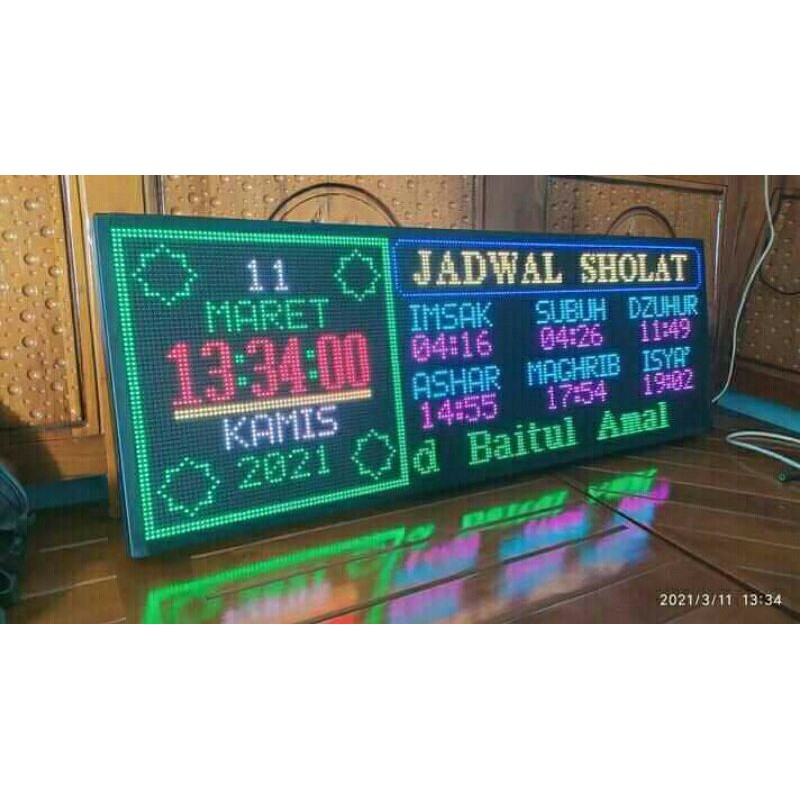 11
MARET
13:34:00
KAMIS
2021
JADWAL SHOLAT
IMSAK SUBUH DZUHUR
04:16 04:26 11:49
ASHAR MAGHRIB ISYA'
14:55 17:54 19:02
d Baitul Amal
2021/3/11 13:34